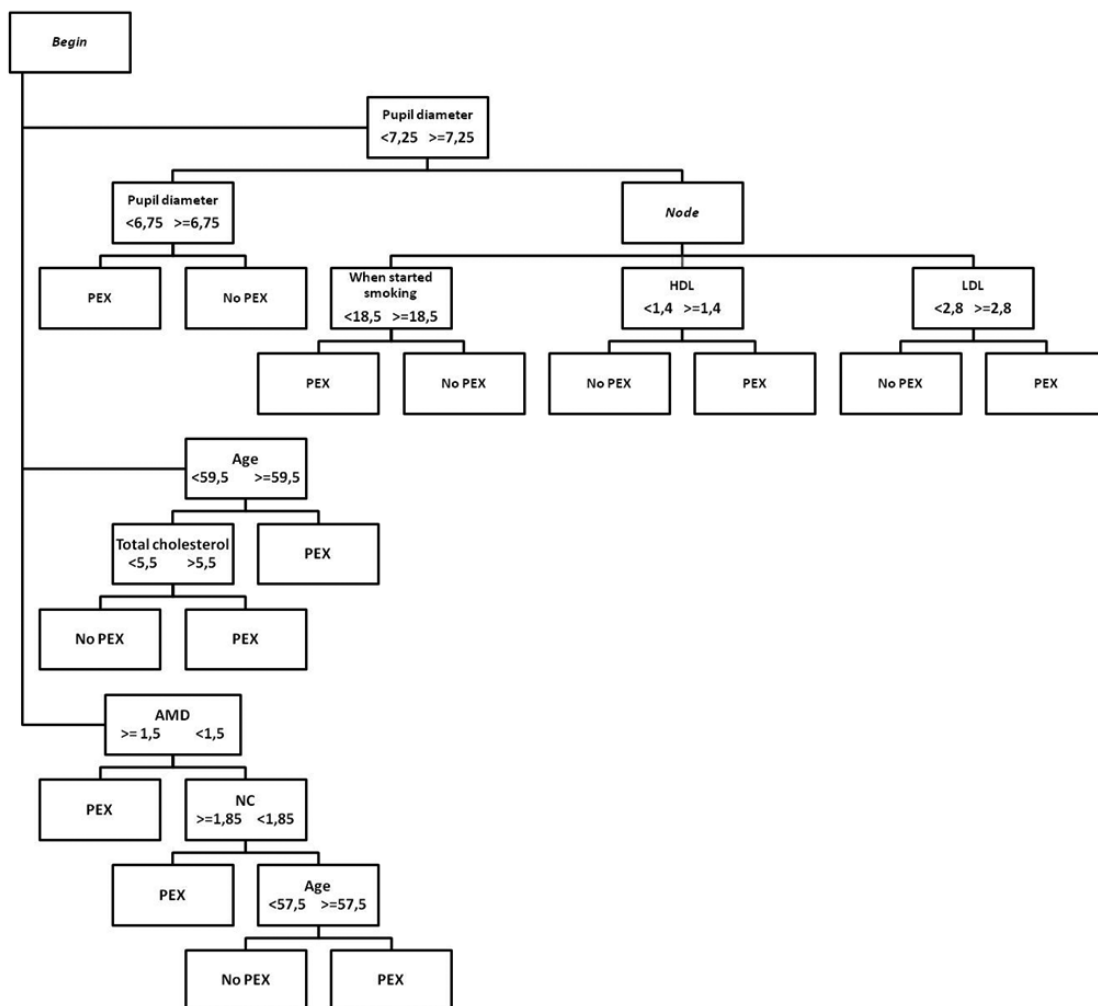 Begin
Pupil diameter
<7,25 >=7,25
Pupil diameter
<6,75 >=6,75
Node
PEX
No PEX
When started
smoking
<18,5 >=18,5
HDL
<1,4 >=1,4
LDL
<2,8 >=2,8
PEX
No PEX
No PEX
PEX
No PEX
PEX
Age
<59,5 >=59,5
Total cholesterol
<5,5 >5,5
PEX
No PEX
PEX
AMD
>= 1,5 <1,5
PEX
NC
>=1,85 <1,85
PEX
Age
<57,5 >=57,5
No PEX
PEX